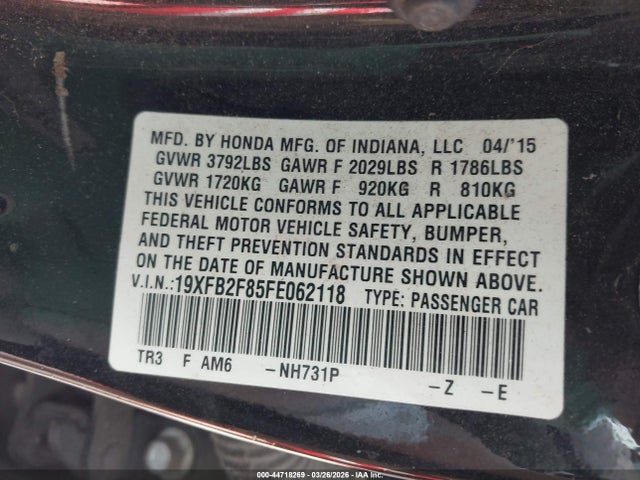 MFD. BY HONDA MFG. OF INDIANA, LLC 04/'15
GVWR 3792LBS GAWR F 2029LBS R 1786LBS
GVWR 1720KG GAWR F 920KG R 810KG
THIS VEHICLE CONFORMS TO ALL APPLICABLE
FEDERAL MOTOR VEHICLE SAFETY, BUMPER,
AND THEFT PREVENTION STANDARDS IN EFFECT
ON THE DATE OF MANUFACTURE SHOWN ABOVE.
V.I.N.:19XFB2F85FE062118 TYPE: PASSENGER CAR
TR3 F AM6 -NH731P -Z -E
000-44718269 03/26/2026 Copyright © IAA, Inc